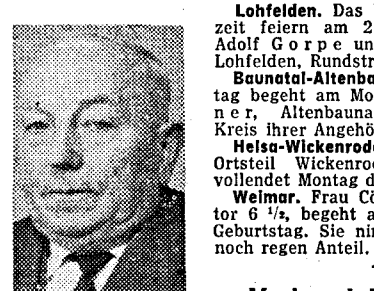 Lohfelden. Das
zeit feiern am 2
Adolf Gorpe un
Lohfelden, Rundstr
Baunatal-Altenba
tag begeht am Mo
ner, Altenbauna
Kreis ihrer Angehö
Helsa-Wickenrode
Ortsteil Wickenro
vollendet Montag d
Weimar. Frau Cö
tor 6 ½, begeht a
Geburtstag. Sie nir
noch regen Anteil.